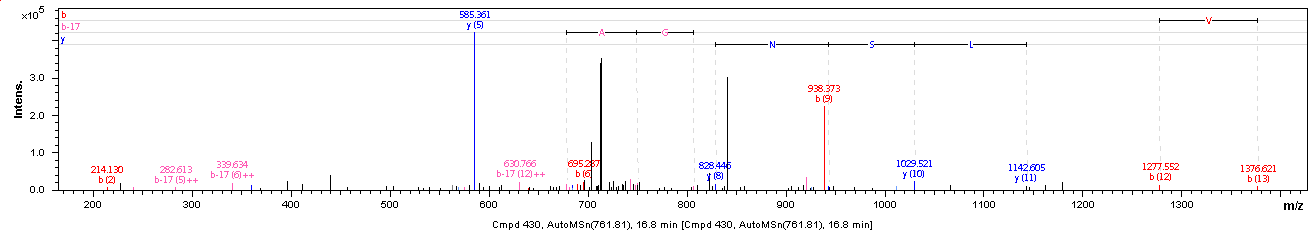 x10^5
b
b-17
y
585.361
y (5)
A
G
N
S
L
V
3.0
2.0
1.0
0.0
Intens.
938.373
b (9)
214.130
b (2)
282.613
b-17 (5)++
339.634
b-17 (6)++
630.766
b-17 (12)++
695.287
b (6)
828.446
y (8)
1029.521
y (10)
1142.605
y (11)
1277.552
b (12)
1376.621
b (13)
200 300 400 500 600 700 800 900 1000 1100 1200 1300 m/z
Cmpd 430, AutoMSn(761.81), 16.8 min [Cmpd 430, AutoMSn(761.81), 16.8 min]